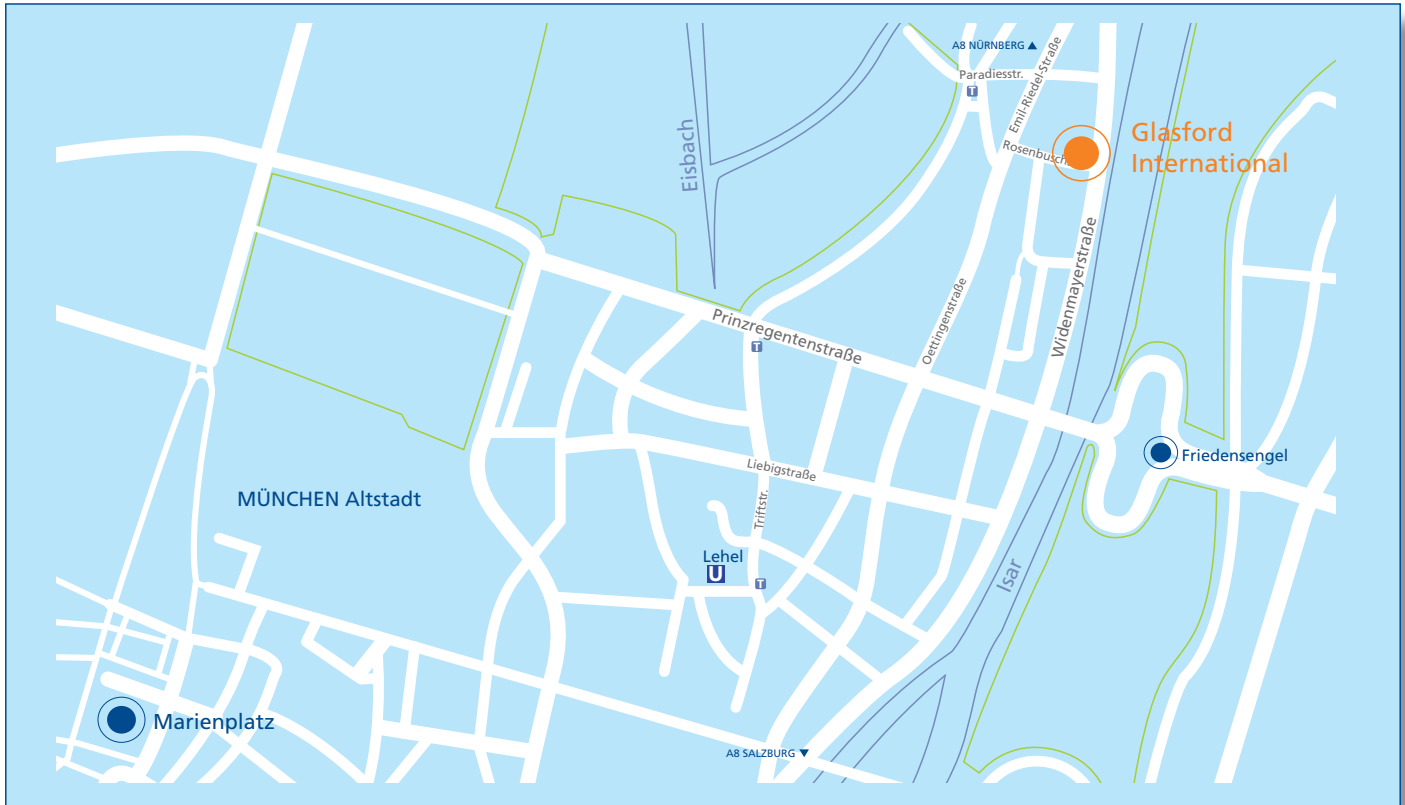 A8 NÜRNBERG ▲
Paradiesstr.
T
Emil-Riedel-Straße
Rosenbusch
Glasford
International
Eisbach
Widenmayerstraße
Oettingenstraße
Prinzregentenstraße
T
Friedensengel
Liebigstraße
MÜNCHEN Altstadt
Triftstr.
Lehel
U
T
Isar
Marienplatz
A8 SALZBURG ▼